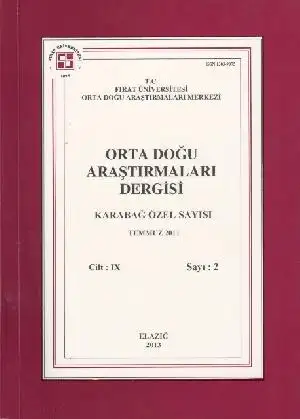 T.C.
FIRAT ÜNİVERSİTESİ
ORTA DOĞU ARAŞTIRMALARI MERKEZİ
ORTA DOĞU
ARAŞTIRMALARI
DERGİSİ
KARABAĞ ÖZEL SAYISI
TEMMUZ
Cilt : IX Sayı : 2
ELAZIĞ
2013